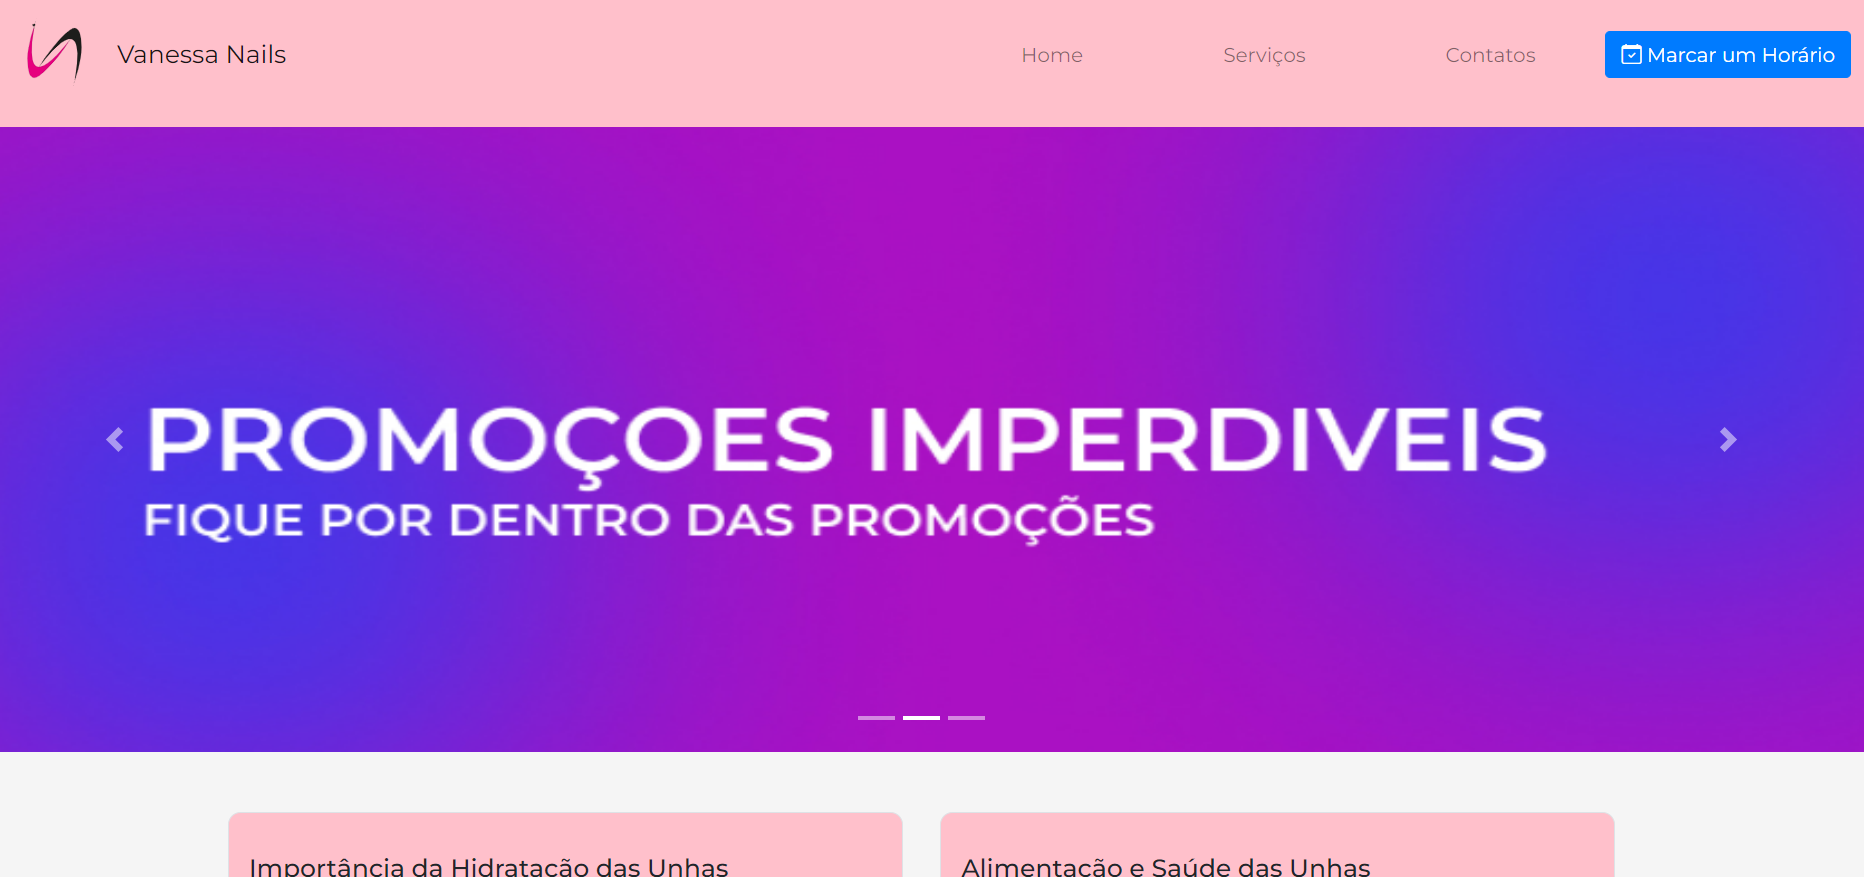 Vanessa Nails
Home
Serviços
Contatos
Marcar um Horário
PROMOÇOES IMPERDIVEIS
FIQUE POR DENTRO DAS PROMOÇÕES
Importância da Hidratação das Unhas
Alimentação e Saúde das Unhas